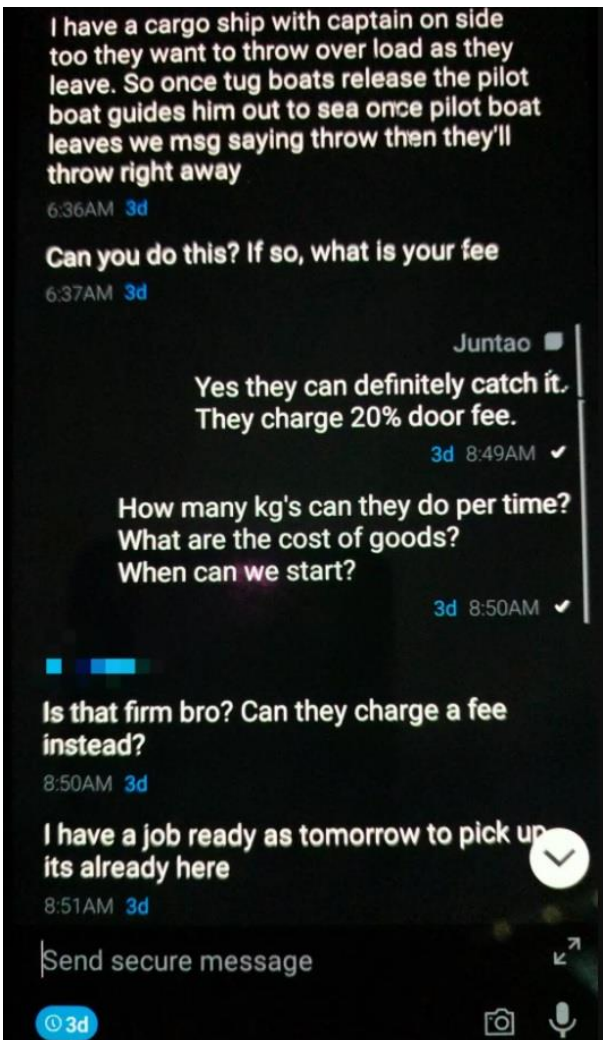 I have a cargo ship with captain on side
too they want to throw over load as they
leave. So once tug boats release the pilot
boat guides him out to sea once pilot boat
leaves we msg saying throw then they'll
throw right away
6:36AM 3d
Can you do this? If so, what is your fee
6:37AM 3d
Juntao
Yes they can definitely catch it.
They charge 20% door fee.
3d 8:49AM
How many kg's can they do per time?
What are the cost of goods?
When can we start?
3d 8:50AM
Is that firm bro? Can they charge a fee
instead?
8:50AM 3d
I have a job ready as tomorrow to pick up
its already here
8:51AM 3d
Send secure message
3d